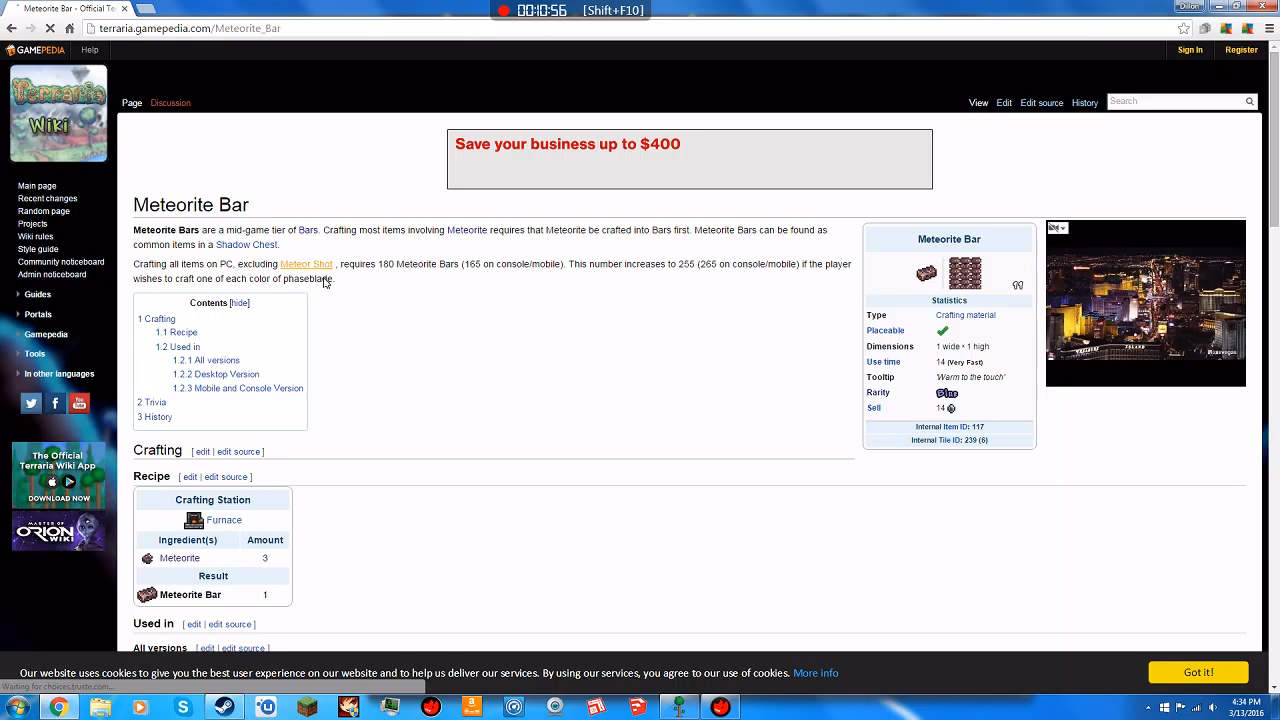 Meteorite Bar - Official Te
00:10:56 [Shift+F10]
Dillon
terraria.gamepedia.com/Meteorite_Bar
GAMEPEDIA Help
Sign In Register
Terraria Wiki
Page Discussion
View Edit Edit source History Search
Save your business up to $400
Main page
Recent changes
Random page
Projects
Wiki rules
Style guide
Community noticeboard
Admin noticeboard
Guides
Portals
Gamepedia
Tools
In other languages
The Official
Terraria Wiki App
DOWNLOAD NOW
MASTER OF
ORION WIKI
Meteorite Bar
Meteorite Bars are a mid-game tier of Bars. Crafting most items involving Meteorite requires that Meteorite be crafted into Bars first. Meteorite Bars can be found as
common items in a Shadow Chest.
Crafting all items on PC, excluding Meteor Shot , requires 180 Meteorite Bars (165 on console/mobile). This number increases to 255 (265 on console/mobile) if the player
wishes to craft one of each color of phaseblade.
Contents [hide]
1 Crafting
1.1 Recipe
1.2 Used in
1.2.1 All versions
1.2.2 Desktop Version
1.2.3 Mobile and Console Version
2 Trivia
3 History
Meteorite Bar
Statistics
Type Crafting material
Placeable
Dimensions 1 wide × 1 high
Use time 14 (Very Fast)
Tooltip 'Warm to the touch'
Rarity Blue
Sell 14
Internal Item ID: 117
Internal Tile ID: 239 (6)
Crafting [ edit | edit source ]
Recipe [ edit | edit source ]
Crafting Station
Furnace
Ingredient(s) Amount
Meteorite 3
Result
Meteorite Bar 1
Used in [ edit | edit source ]
All versions [ edit | edit source ]
Our website uses cookies to give you the best user experience on our website and to help us deliver our services. By using our services, you agree to our use of cookies. More info
Got it!
Waiting for choices.truste.com...
4:34 PM
3/13/2016